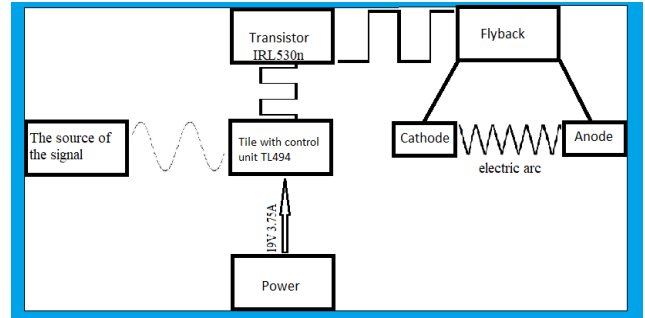 Transistor
IRL530n
Flyback
The source of
the signal
Tile with control
unit TL494
Cathode
Anode
electric arc
19V 3.75A
Power